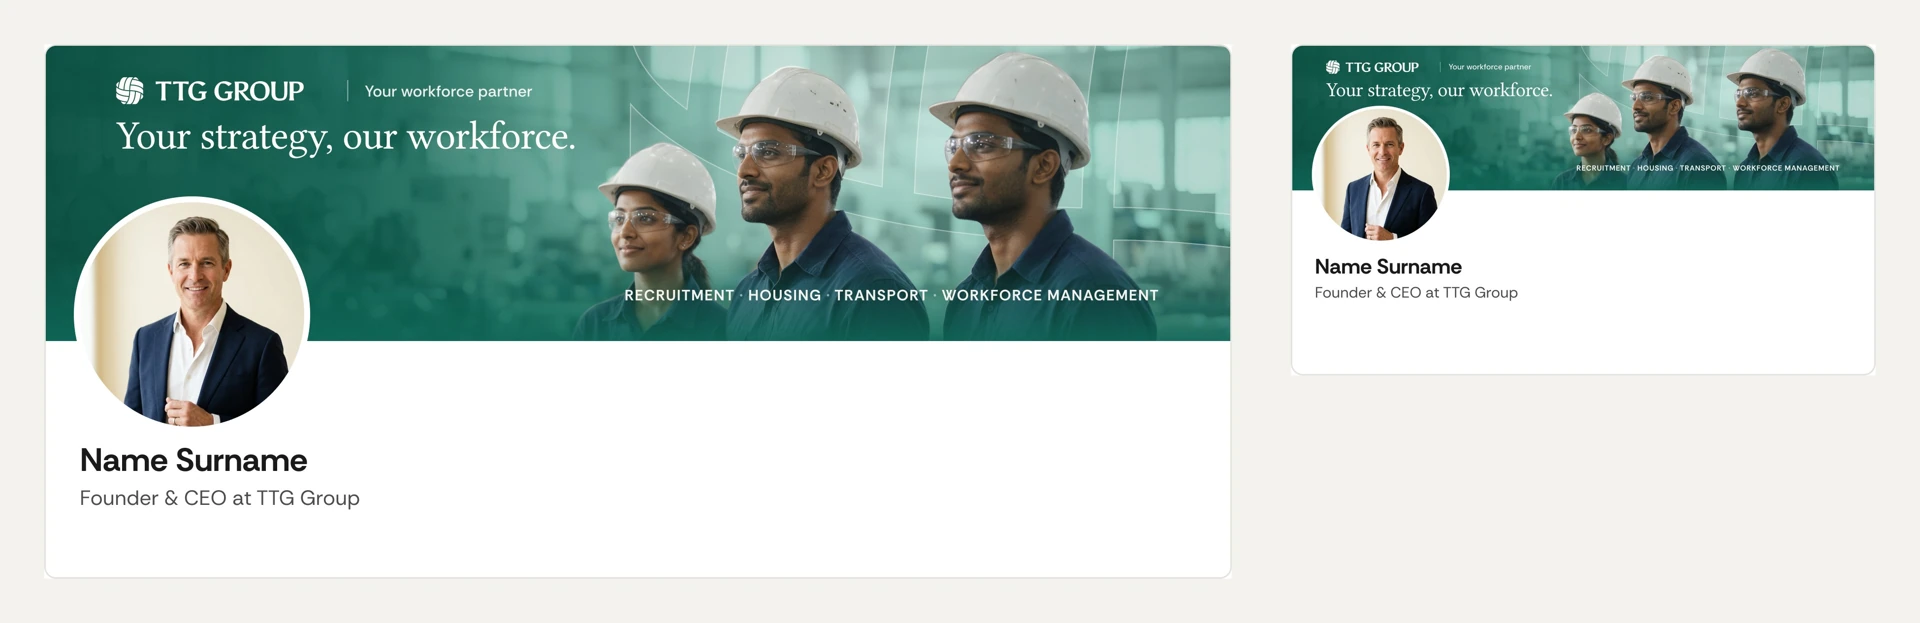 TTG GROUP
Your workforce partner
Your strategy, our workforce.
RECRUITMENT · HOUSING · TRANSPORT · WORKFORCE MANAGEMENT
Name Surname
Founder & CEO at TTG Group
TTG GROUP
Your workforce partner
Your strategy, our workforce.
RECRUITMENT · HOUSING · TRANSPORT · WORKFORCE MANAGEMENT
Name Surname
Founder & CEO at TTG Group